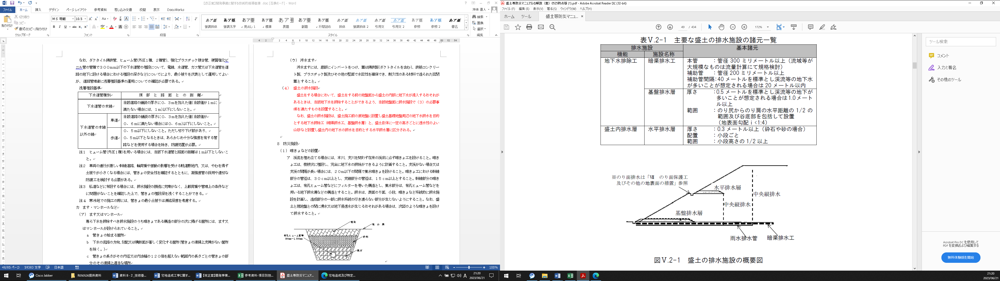 【改正案】開発事業に関する技術的指導基準 .doc [互換モード] - Word
ファイル ホーム 挿入 デザイン ページ レイアウト 参考資料 差し込み文書 校閲 表示 DocuWorks
沖本 直人
貼り付け
切り取り
コピー
書式のコピー/貼り付け
クリップボード
ＭＳ 明朝 10.5
フォント
段落
強調斜体 強調太字 見出し 1 標準 表題 副題 行間詰め 斜体 強調斜体 2 引用文 引用文 2 参照 参照 2 書名
スタイル
検索
置換
選択
編集
なお、ダクタイル鋳鉄管、ヒューム管(外圧１種、２種管)、強化プラスチック複合管、硬質塩化ビ
ニル管の管種で３００mm以下の下水道管の埋設について、電線、水道管、ガス管又は下水道管を道
路の地下に設ける場合における埋設の深さなどについてにより、最小被りを次表として運用してよい
が、道路管理者に浅層埋設基準の運用についての確認が必要である。
浅層埋設基準
下水道管種別 頂 部 と 路 面 と の 距 離
下水道管の本線
当該道路の舗装の厚さに０．３mを加えた値(当該値が１mに
満たない場合には、１m)以下にしないこと。
下水道管の本線
以外の線
車道
当該道路の舗装の厚さに０．３mを加えた値(当該値が
０．６mに満たない場合には０．６m)以下にしないこと。
歩道
０．５m以下にしないこと。ただし切り下げ部があり、
０．５m以下となるときは、あらかじめ十分な強度を有する管
路などを使用する場合を除き、防護処置が必要。
注１ ヒューム管(外圧１種)を用いる場合には、当該下水道管と路面の距離は１m以下としないこ
と。
注２ 車両の通行が激しい幹線道路、輪荷重や振動の影響を受ける軌道敷地内、又は、やむを得ず
土被りが小さくなる場合には、管きょの安全性を確認するとともに、高強度管の採用や適切な
防護工を検討する必要がある。
注３ 私道などに布設する場合には、排水施設の接続に支障がなく、上載荷重や管理上の条件など
に問題がないことを確認した上で、管きょの埋設深を浅くすることができる。
注４ 寒冷地での施工の際には、管きょの最小土被りは凍結深度を考慮する。
カ ます・マンホールなど
（ア） ます又はマンホール
専ら下水を排除すべき排水施設のうち暗きょである構造の部分の次に掲げる箇所には、ます又
はマンホールが設けられていること。
ａ 管きょの始まる箇所
ｂ 下水の流路の方向、勾配又は横断面が著しく変化する箇所(管きょの清掃上支障がない箇所
を除く。)
ｃ 管きょの長さがその内径又は内法幅の１２０倍を超えない範囲内の長さごとの管きょの部
分のその清掃上適当な場所
（ウ） 汚水ます
汚水ますには、底部にインバートをつけ、蓋は鋳鉄製(ダクタイルを含む)、鉄筋コンクリー
ト製、プラスチック製及びその他の堅固で水密性を確保でき、耐久性のある材料で造られた密閉
蓋とすること。
（４） 盛土の排水施設
盛土をする場合において、盛土をする前の地盤面から盛土の内部に地下水が浸入するおそれが
あるときは、当該地下水を排除することができるよう、当該地盤面に排水施設で（３）の必要事
項を満たすものを設置すること。
なお、盛土の排水施設は、盛土施工前の原地盤に設置し盛土基礎地盤周辺の地下水排水を目的
とする地下水排除工（暗渠排水工、基盤排水層）と、盛土自体に一定の高さごとに透水性のよい
山砂など設置し盛土内の地下水の排水を目的とする水平排水層に区分される。
８ 防災施設
（１） 暗きょなどの設置
ア 渓流を埋め立てる場合には、本川、支川を問わず在来の渓床に必ず暗きょ工を設けること。暗き
ょ工は、樹枝状に埋設し、完全に地下水の排除ができるように計画すること。支渓がない場合又は
支渓の間隔が長い場合には、２０m以下の間隔で集水暗きょを設けること。暗きょ工における幹線
部分の管径は、３０cm以上とし、支線部分の管径は、１５cm以上とすること。幹線部分の暗き
ょ工は、有孔ヒューム管などにフィルターを巻いた構造とし、集水部分は、有孔ヒューム管などを
用いる地下排水溝などの構造とすること。排水は、表面のり面、小段、暗きょなど系統的に排水施
設を計画し、造成部分の一部に排水系統の行き渡らない部分が生じないようにすること。なお、盛
土と現地盤との間に湧水又は地下浸透水が生じるおそれがある場合は、次図のような暗きょを設け
て排水すること。
地 山 線
有孔ヒューム管等
300mm～1,500mm
砂利
栗石
48/85 ページ 59383 文字 日本語 100%
盛土等防災マニュアルの解説（案）0525時点版 (1).pdf - Adobe Acrobat Reader DC (32-bit)
ファイル(F) 編集(E) 表示(V) 署名(S) ウインドウ(W) ヘルプ(H)
ホーム ツール 盛土等防災マニュ... ×
49 / 434 172%
表Ⅴ.2-1 主要な盛土の排水施設の諸元一覧
排水施設 基本諸元
機能 施設名称
地下水排除工 暗渠排水工
本管 ：管径 300 ミリメートル以上（流域等が
大規模なものは流量計算にて規格検討）
補助管 ：管径 200 ミリメートル以上
補助管間隔：40 メートルを標準とし渓流等の地下水
が多いことが想定される場合は 20 メートル以内
基盤排水層
厚さ ：0.5 メートルを標準とし渓流等の地下が
多いことが想定される場合は1.0 メート
ル以上
範囲 ：のり尻からのり肩の水平距離の 1/2 の
範囲及び谷底部を包括して設置
（地表面勾配 i <1:4）
盛土内排水層 水平排水層
厚さ ：0.3 メートル以上（砕石や砂の場合）
配置 ：小段ごと
範囲 ：小段高さの 1/2 以上
※のり面排水は「Ⅶ のり面保護工
及びその他の地表面の措置」参照
水平排水層
中央縦排水
中央縦排水
基盤排水層
雨水排水管
暗渠排水工
図Ⅴ.2-1 盛土の排水施設の概要図
ツール検索
コメント
入力と署名
その他のツール
Acrobat Pro DC を使用して
PDF を変換および編集する
無料体験版を開始
Cisco Jabber R050526提供資料 資料８-２_技術基... 宅地造成工事に関す... 【改正案】開発事業... 参考資料-項目別担... 盛土等防災マニュア... 宅地造成及び特定...
A
21:20
2023/06/21
21:20
2023/06/21